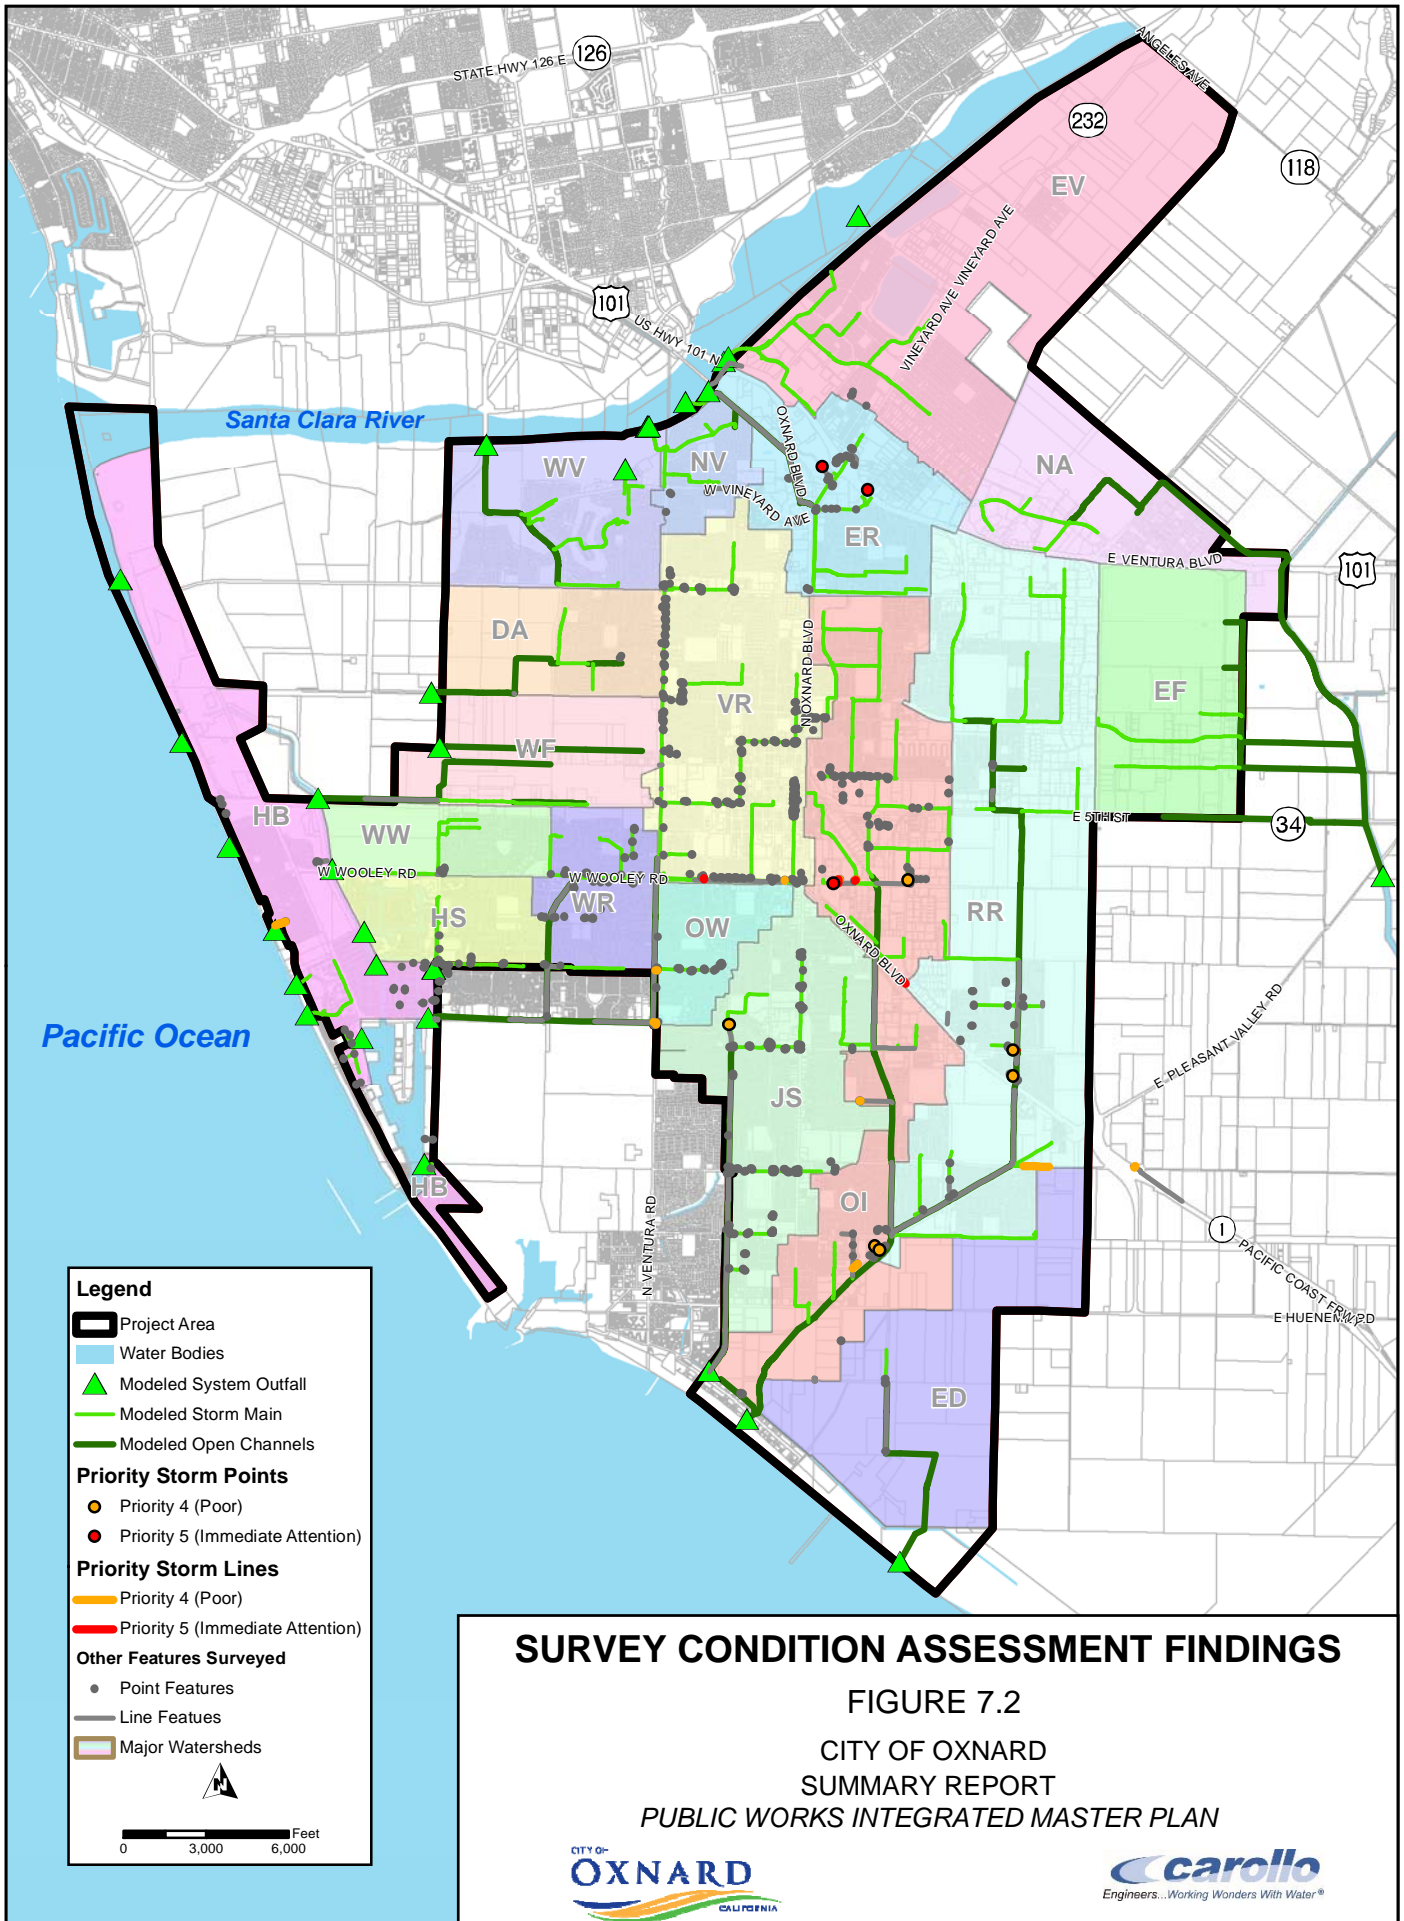 ANGELES AVE
STATE HWY 126 E
126
232
118
EV
VINEYARD AVE VINEYARD AVE
101
US HWY 101 N
Santa Clara River
OXNARD BLVD
WV
NV
NA
W VINEYARD AVE
ER
E VENTURA BLVD
101
DA
N OXNARD BLVD
VR
EF
WF
HB
WW
E 5TH ST
34
W WOOLEY RD
W WOOLEY RD
WR
HS
OW
RR
OXNARD BLVD
Pacific Ocean
E PLEASANT VALLEY RD
JS
HB
OI
N VENTURA RD
1
PACIFIC COAST FRWY
E HUENEME RD
ED
Legend
Project Area
Water Bodies
Modeled System Outfall
Modeled Storm Main
Modeled Open Channels
Priority Storm Points
Priority 4 (Poor)
Priority 5 (Immediate Attention)
Priority Storm Lines
Priority 4 (Poor)
Priority 5 (Immediate Attention)
Other Features Surveyed
Point Features
Line Featues
Major Watersheds
N
Feet
0 3,000 6,000
SURVEY CONDITION ASSESSMENT FINDINGS
FIGURE 7.2
CITY OF OXNARD
SUMMARY REPORT
PUBLIC WORKS INTEGRATED MASTER PLAN
CITY OF
OXNARD
CALIFORNIA
carollo
Engineers...Working Wonders With Water®